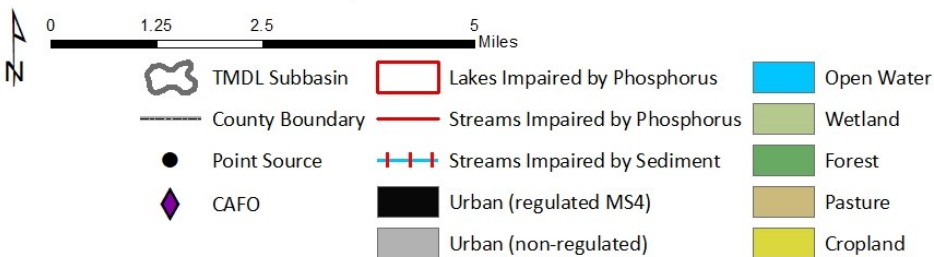 0 1.25 2.5 5
Miles
N
TMDL Subbasin
County Boundary
Point Source
CAFO
Lakes Impaired by Phosphorus
Streams Impaired by Phosphorus
Streams Impaired by Sediment
Urban (regulated MS4)
Urban (non-regulated)
Open Water
Wetland
Forest
Pasture
Cropland